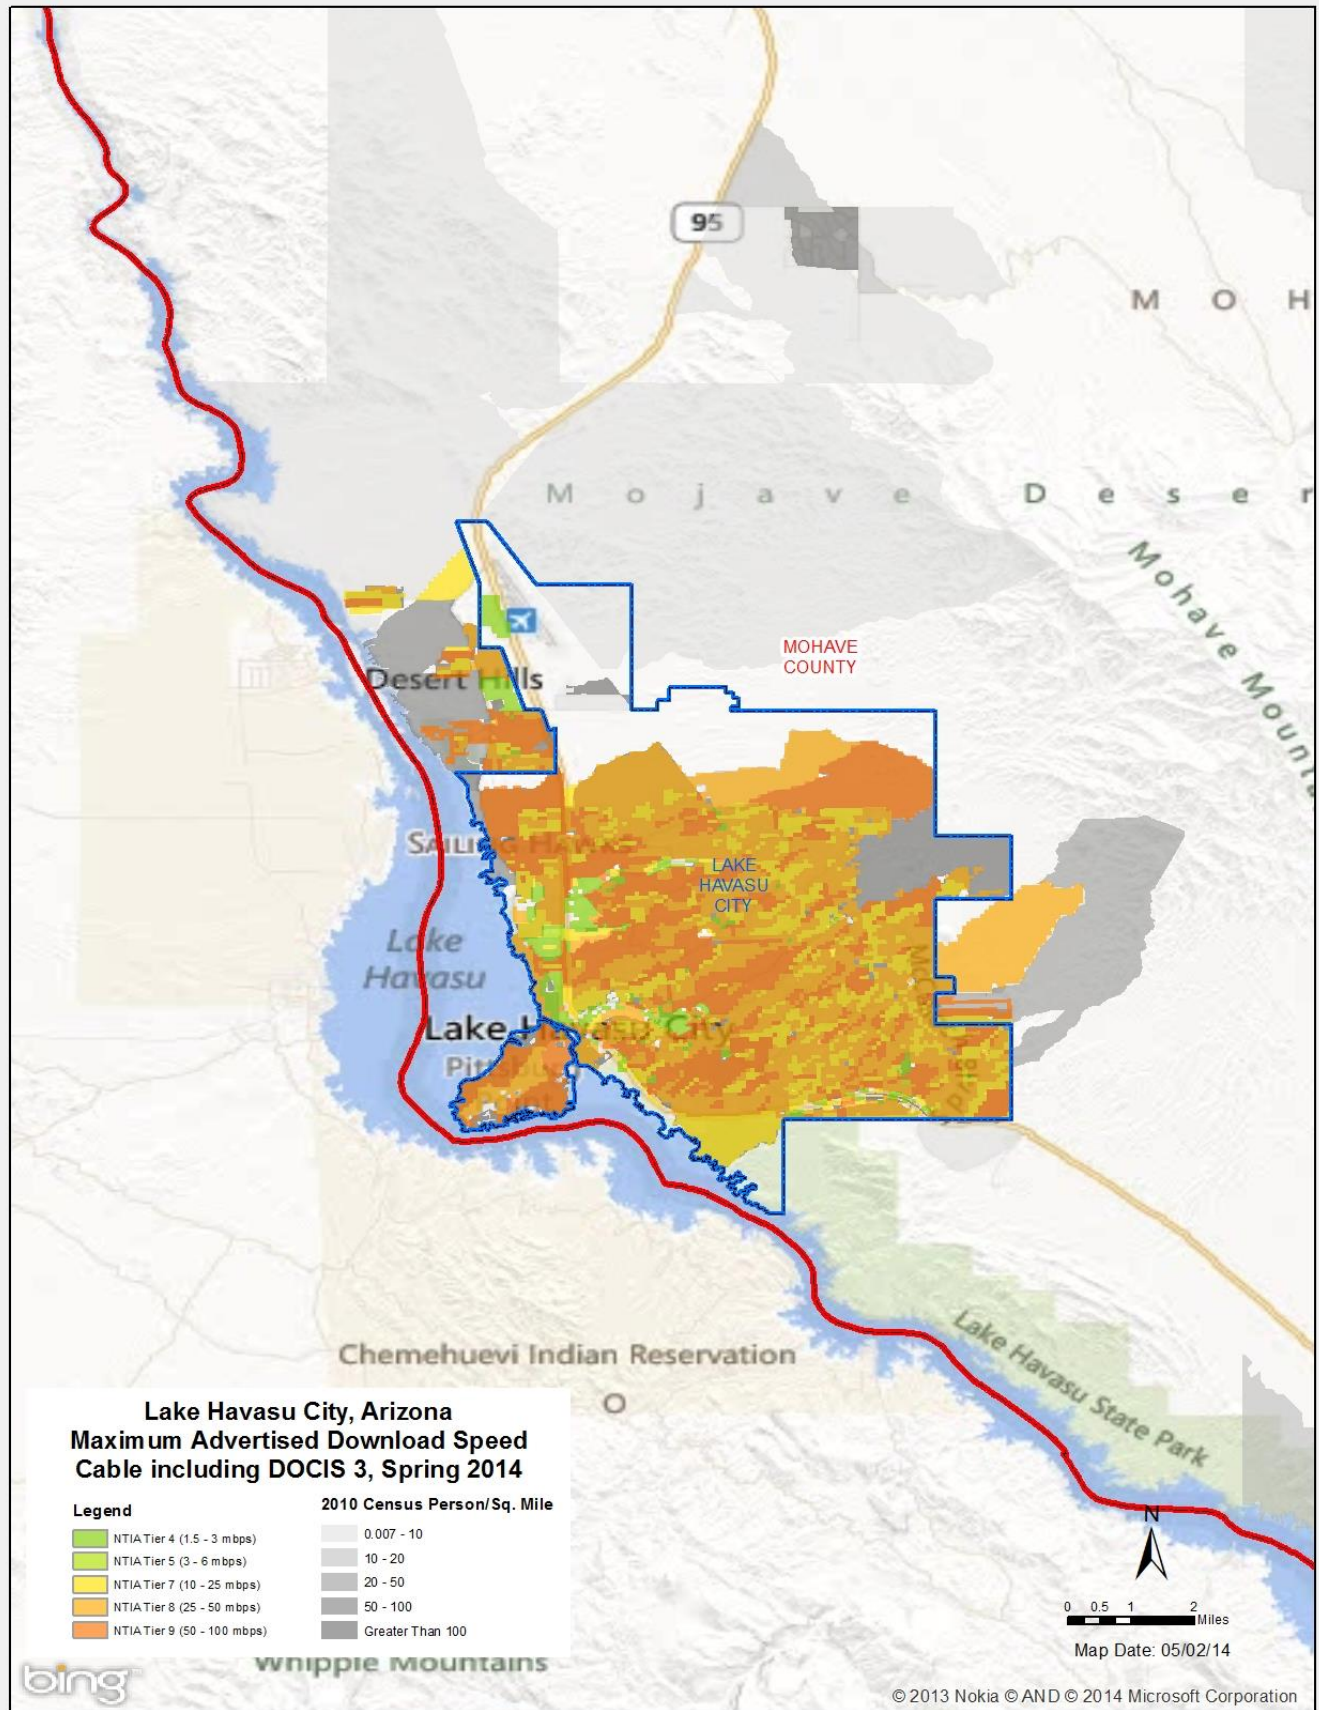 95
M O H
M o j a v e D e s e r
Mohave Mounta
MOHAVE
COUNTY
Desert Hills
SAILING HAWKS
LAKE
HAVASU
CITY
Lake
Havasu
Lake Havasu City
Pittsburg
Point
Chemehuevi Indian Reservation
O
Lake Havasu State Park
Lake Havasu City, Arizona
Maximum Advertised Download Speed
Cable including DOCIS 3, Spring 2014
Legend
NTIA Tier 4 (1.5 - 3 mbps)
NTIA Tier 5 (3 - 6 mbps)
NTIA Tier 7 (10 - 25 mbps)
NTIA Tier 8 (25 - 50 mbps)
NTIA Tier 9 (50 - 100 mbps)
2010 Census Person/Sq. Mile
0.007 - 10
10 - 20
20 - 50
50 - 100
Greater Than 100
Whipple Mountains
bing
N
0 0.5 1 2
Miles
Map Date: 05/02/14
© 2013 Nokia © AND © 2014 Microsoft Corporation